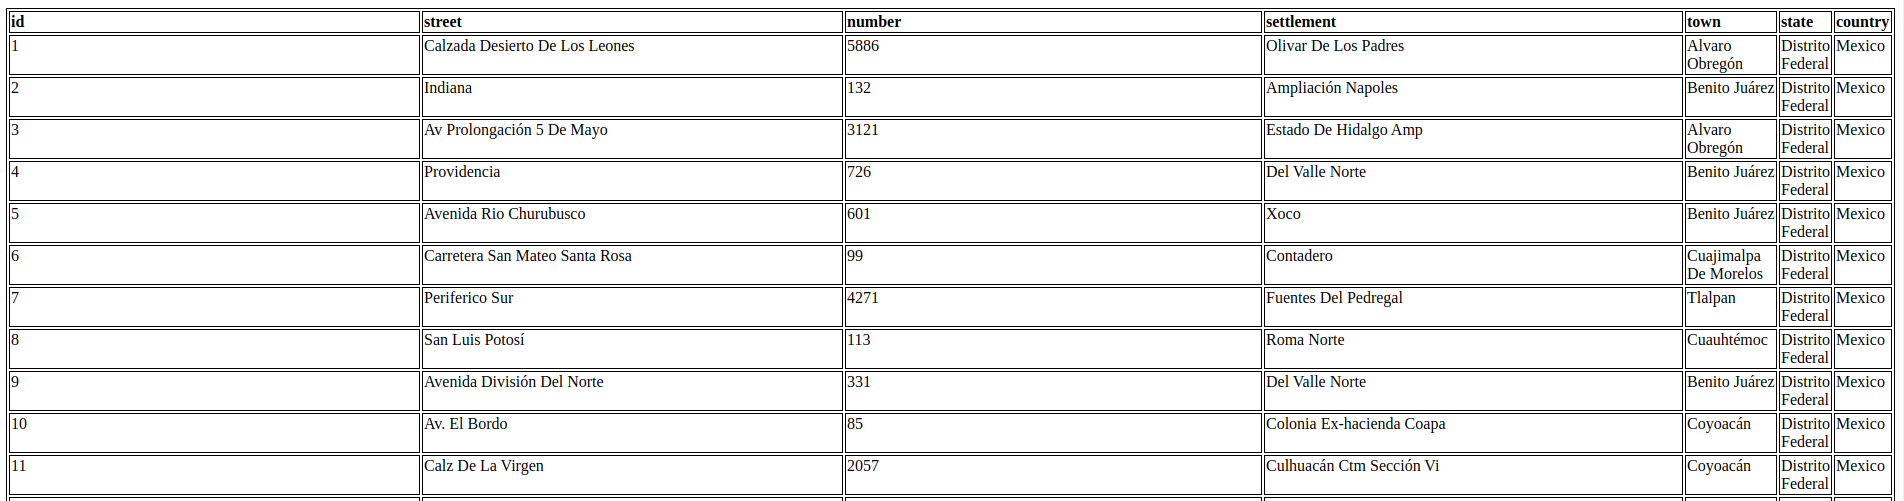 id street number settlement town state country
1 Calzada Desierto De Los Leones 5886 Olivar De Los Padres Alvaro Distrito Mexico
Obregón Federal
2 Indiana 132 Ampliación Napoles Benito Juárez Distrito Mexico
Federal
3 Av Prolongación 5 De Mayo 3121 Estado De Hidalgo Amp Alvaro Distrito Mexico
Obregón Federal
4 Providencia 726 Del Valle Norte Benito Juárez Distrito Mexico
Federal
5 Avenida Rio Churubusco 601 Xoco Benito Juárez Distrito Mexico
Federal
6 Carretera San Mateo Santa Rosa 99 Contadero Cuajimalpa Distrito Mexico
De Morelos Federal
7 Periferico Sur 4271 Fuentes Del Pedregal Tlalpan Distrito Mexico
Federal
8 San Luis Potosí 113 Roma Norte Cuauhtémoc Distrito Mexico
Federal
9 Avenida División Del Norte 331 Del Valle Norte Benito Juárez Distrito Mexico
Federal
10 Av. El Bordo 85 Colonia Ex-hacienda Coapa Coyoacán Distrito Mexico
Federal
11 Calz De La Virgen 2057 Culhuacán Ctm Sección Vi Coyoacán Distrito Mexico
Federal